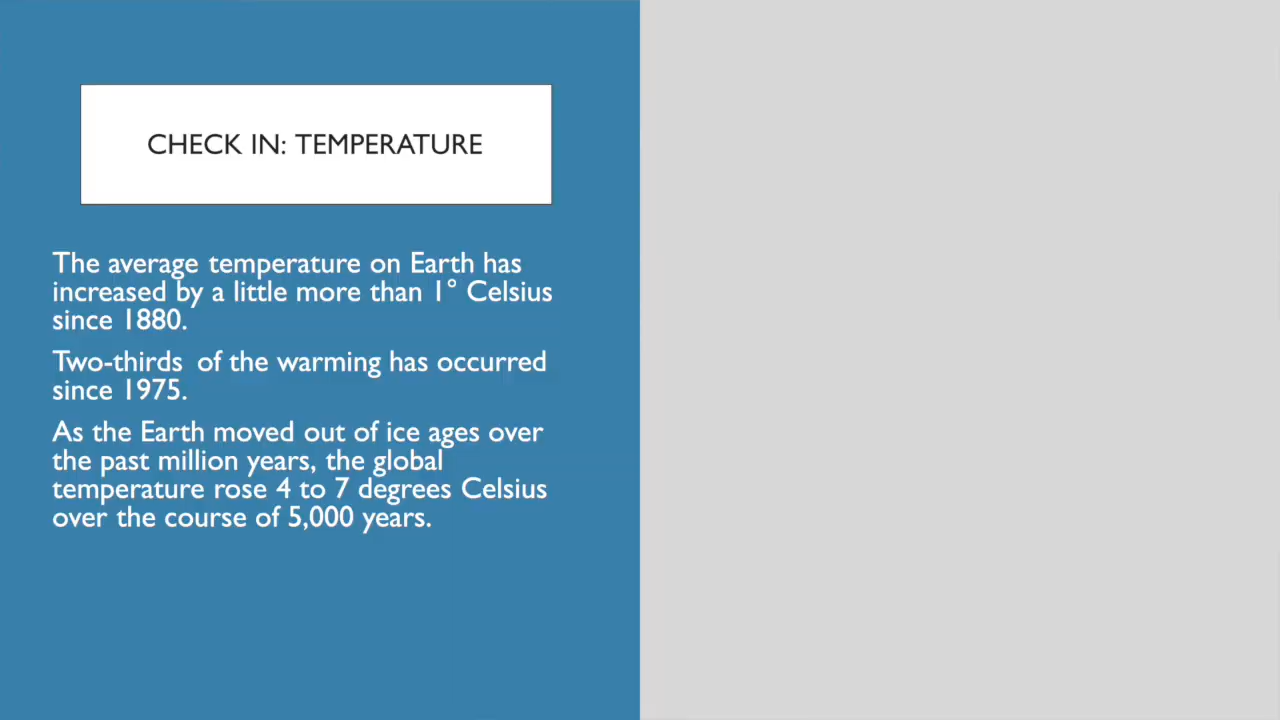 CHECK IN: TEMPERATURE
The average temperature on Earth has
increased by a little more than 1° Celsius
since 1880.
Two-thirds of the warming has occurred
since 1975.
As the Earth moved out of ice ages over
the past million years, the global
temperature rose 4 to 7 degrees Celsius
over the course of 5,000 years.